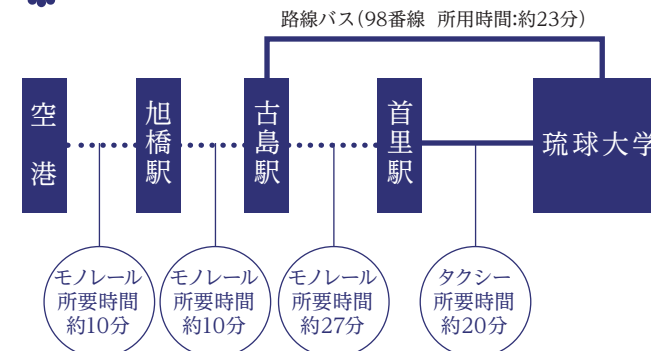 路線バス(98番線 所用時間:約23分)
空港
旭橋駅
古島駅
首里駅
琉球大学
モノレール
所要時間
約10分
モノレール
所要時間
約10分
モノレール
所要時間
約27分
タクシー
所要時間
約20分